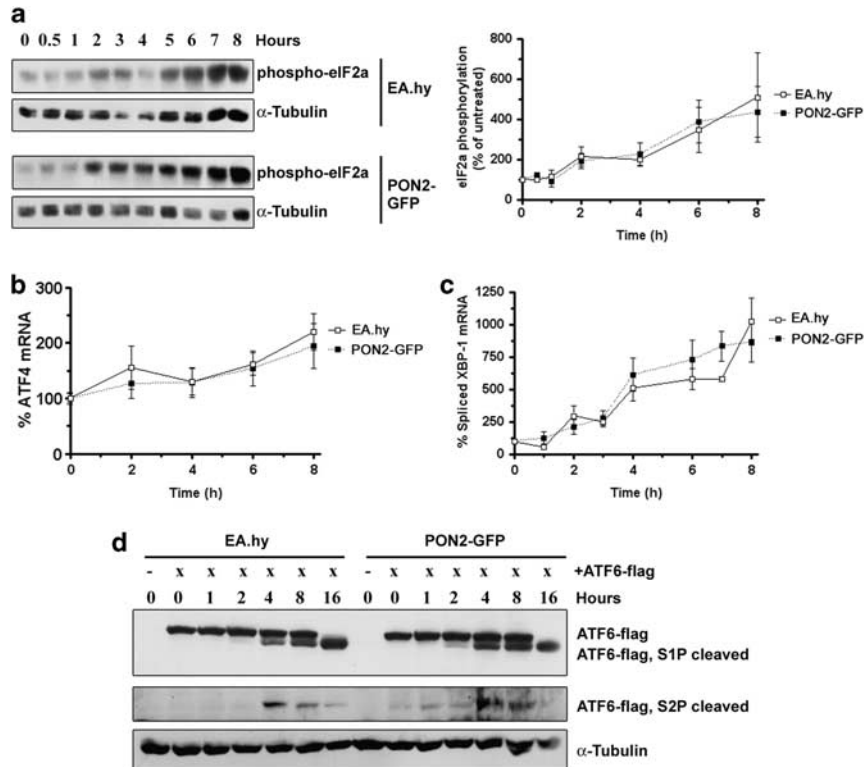 a
0 0.5 1 2 3 4 5 6 7 8 Hours
phospho-eIF2a
α-Tubulin
EA.hy
phospho-eIF2a
α-Tubulin
PON2-
GFP
eIF2a phosphorylation
(% of untreated)
800
600
400
200
0
0 1 2 3 4 5 6 7 8
Time (h)
EA.hy
PON2-GFP
b
% ATF4 mRNA
300
200
100
0
0 2 4 6 8
Time (h)
EA.hy
PON2-GFP
c
% Spliced XBP-1 mRNA
1250
1000
750
500
250
0
0 2 4 6 8
Time (h)
EA.hy
PON2-GFP
d
EA.hy PON2-GFP
- x x x x x x - x x x x x x +ATF6-flag
0 0 1 2 4 8 16 0 0 1 2 4 8 16 Hours
ATF6-flag
ATF6-flag, S1P cleaved
ATF6-flag, S2P cleaved
α-Tubulin